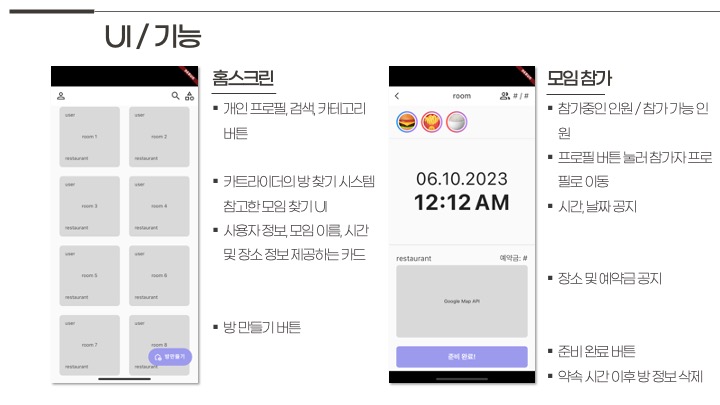 UI / 기능
홈스크린
개인 프로필, 검색, 카테고리
버튼
카트라이더의 방 찾기 시스템
참고한 모임 찾기 UI
사용자 정보, 모임 이름, 시간
및 장소 정보 제공하는 카드
방 만들기 버튼
user
room 1
restaurant
user
room 2
restaurant
user
room 3
restaurant
user
room 4
restaurant
user
room 5
restaurant
user
room 6
restaurant
user
room 7
restaurant
user
room 8
restaurant
방만들기
room
# / #
06.10.2023
12:12 AM
restaurant
예약금: #
Google Map API
준비 완료!
모임 참가
참가중인 인원 / 참가 가능 인
원
프로필 버튼 눌러 참가자 프로
필로 이동
시간, 날짜 공지
장소 및 예약금 공지
준비 완료 버튼
약속 시간 이후 방 정보 삭제